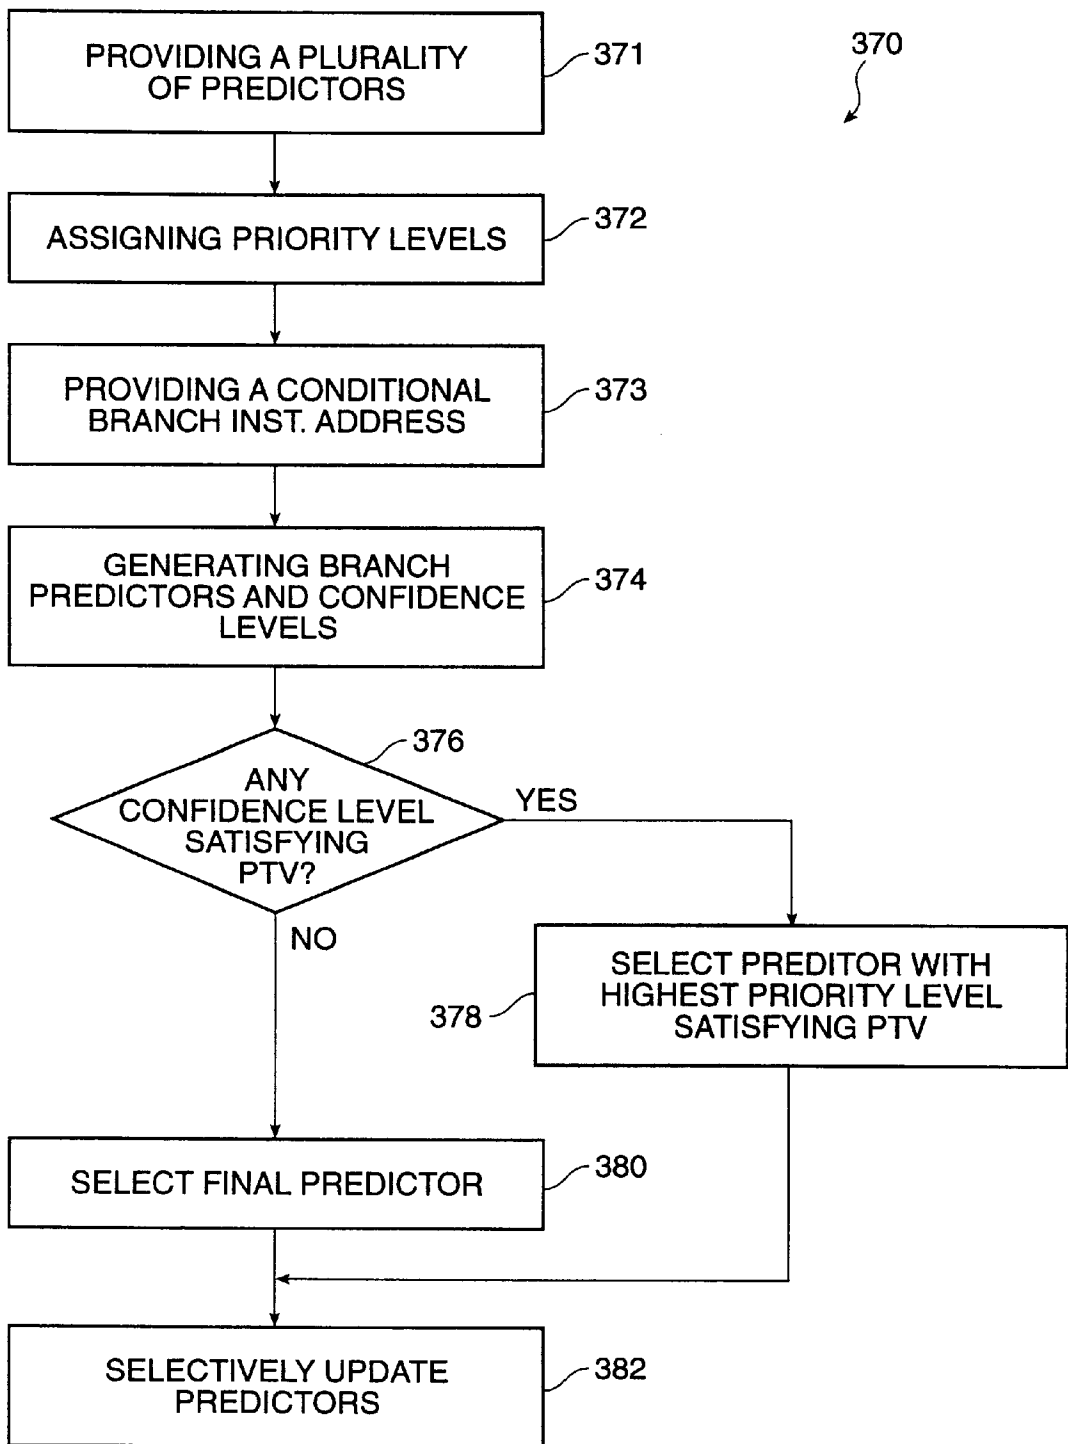 PROVIDING A PLURALITY
OF PREDICTORS
371
370
ASSIGNING PRIORITY LEVELS
372
PROVIDING A CONDITIONAL
BRANCH INST. ADDRESS
373
GENERATING BRANCH
PREDICTORS AND CONFIDENCE
LEVELS
374
376
ANY
CONFIDENCE LEVEL
SATISFYING
PTV?
YES
NO
SELECT PREDITOR WITH
HIGHEST PRIORITY LEVEL
SATISFYING PTV
378
SELECT FINAL PREDICTOR
380
SELECTIVELY UPDATE
PREDICTORS
382